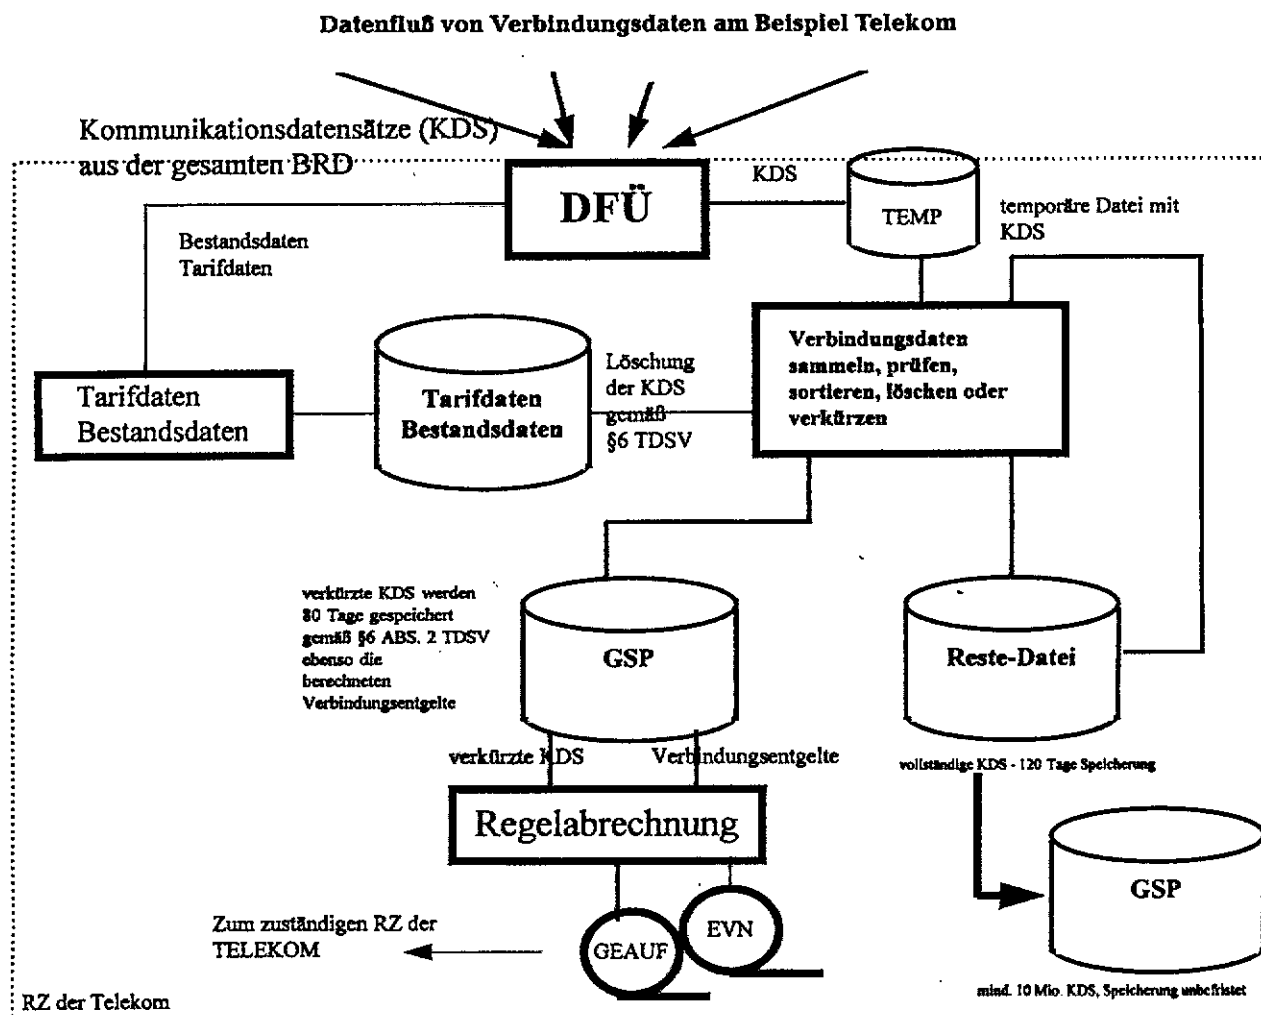 Datenfluß von Verbindungsdaten am Beispiel Telekom
Kommunikationsdatensätze (KDS)
aus der gesamten BRD
DFÜ
KDS
TEMP
temporäre Datei mit
KDS
Bestandsdaten
Tarifdaten
Tarifdaten
Bestandsdaten
Tarifdaten
Bestandsdaten
Löschung
der KDS
gemäß
§6 TDSV
Verbindungsdaten
sammeln, prüfen,
sortieren, löschen oder
verkürzen
verkürzte KDS werden
80 Tage gespeichert
gemäß §6 ABS. 2 TDSV
ebenso die
berechneten
Verbindungsentgelte
GSP
Reste-Datei
verkürzte KDS
Verbindungsentgelte
vollständige KDS - 120 Tage Speicherung
Regelabrechnung
GSP
Zum zuständigen RZ der
TELEKOM
GEAUF
EVN
mind. 10 Mio. KDS, Speicherung unbefristet
RZ der Telekom